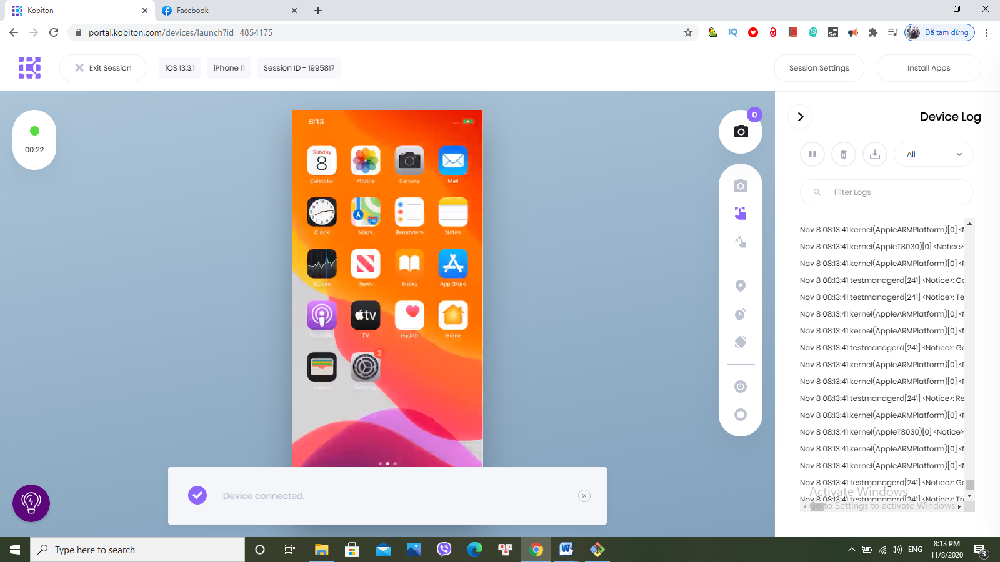 Kobiton
Facebook
portal.kobiton.com/devices/launch?id=4854175
IQ
Se
Đã tạm dừng
Exit Session
iOS 13.3.1
iPhone 11
Session ID - 1995817
Session Settings
Install Apps
00:22
8:13
Sunday
8
Calendar
Photos
Camera
Mail
Clock
Maps
Reminders
Notes
Stocks
News
Books
App Store
Podcasts
tv
TV
Health
Home
Wallet
2
Settings
Device connected.
0
Device Log
All
Filter Logs
Nov 8 08:13:41 kernel(AppleARMPlatform)[0] <N
Nov 8 08:13:41 kernel(AppleT8030)[0] <Notice>:
Nov 8 08:13:41 kernel(AppleARMPlatform)[0] <N
Nov 8 08:13:41 testmanagerd[241] <Notice>: Go
Nov 8 08:13:41 testmanagerd[241] <Notice>: Te
Nov 8 08:13:41 kernel(AppleARMPlatform)[0] <N
Nov 8 08:13:41 kernel(AppleARMPlatform)[0] <N
Nov 8 08:13:41 testmanagerd[241] <Notice>: Go
Nov 8 08:13:41 kernel(AppleARMPlatform)[0] <N
Nov 8 08:13:41 kernel(AppleARMPlatform)[0] <N
Nov 8 08:13:41 testmanagerd[241] <Notice>: Re
Nov 8 08:13:41 kernel(AppleARMPlatform)[0] <N
Nov 8 08:13:41 kernel(AppleT8030)[0] <Notice>:
Nov 8 08:13:41 kernel(AppleARMPlatform)[0] <N
Nov 8 08:13:41 kernel(AppleARMPlatform)[0] <N
Nov 8 08:13:41 testmanagerd[241] <Notice>: Go
Nov 8 08:13:41 testmanagerd[241] <Notice>: Tra
Activate Windows
Go to Settings to activate Windows.
Type here to search
ENG
8:13 PM
11/8/2020
3